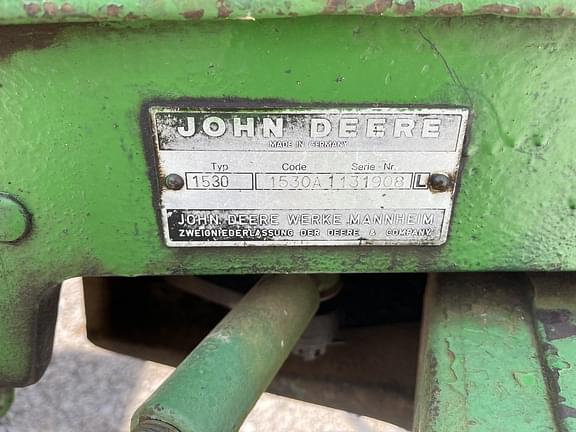 JOHN DEERE
MADE IN GERMANY
Typ Code Serie - Nr.
1530 1530A 1131908 L
JOHN DEERE WERKE MANNHEIM
ZWEIGNIEDERLASSUNG DER DEERE & COMPANY